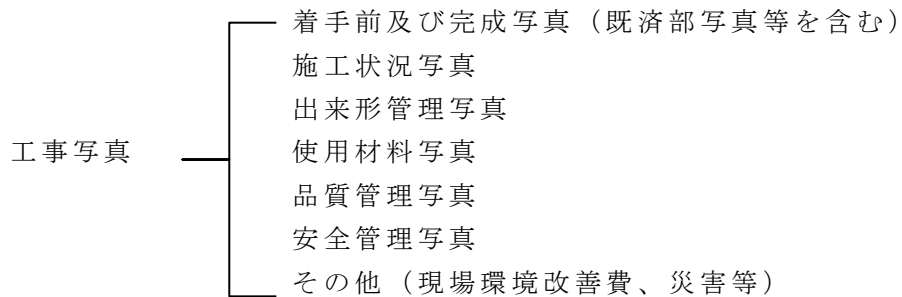 着手前及び完成写真（既済部写真等を含む）
施工状況写真
出来形管理写真
工事写真 使用材料写真
品質管理写真
安全管理写真
その他（現場環境改善費、災害等）